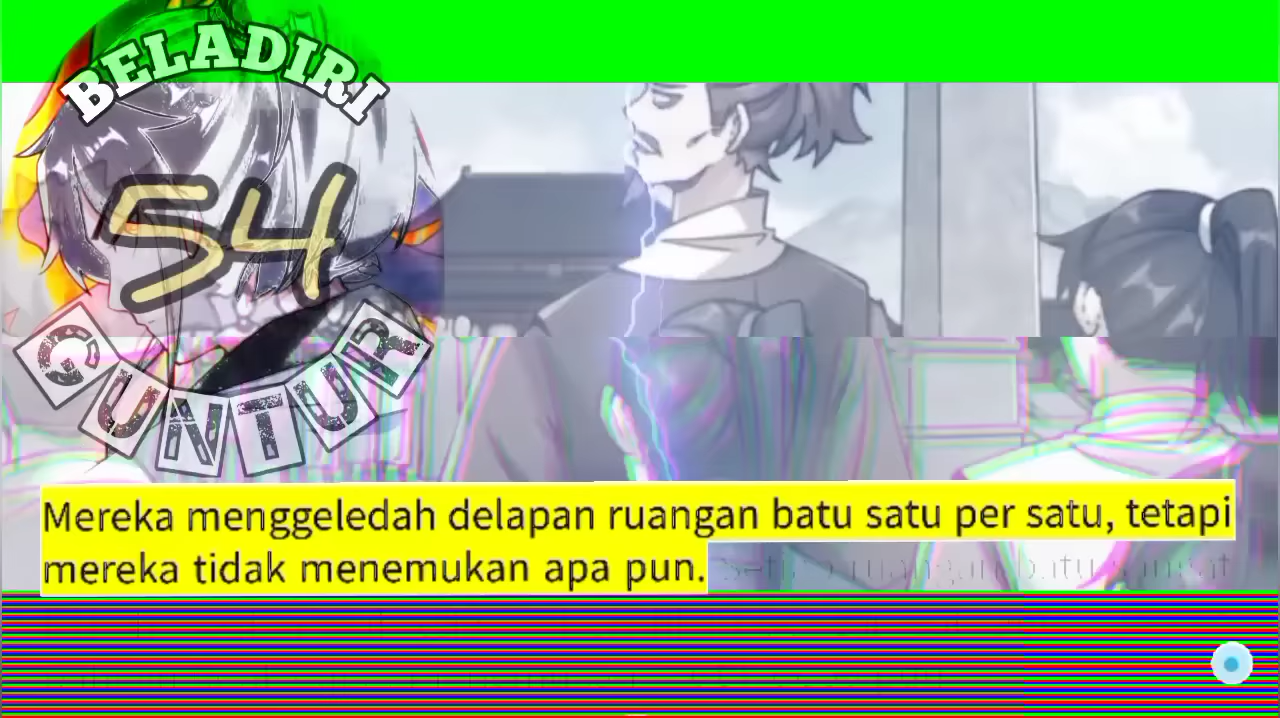 BELADIRI
54
GUNTUR
Mereka menggeledah delapan ruangan batu satu per satu, tetapi
mereka tidak menemukan apa pun.